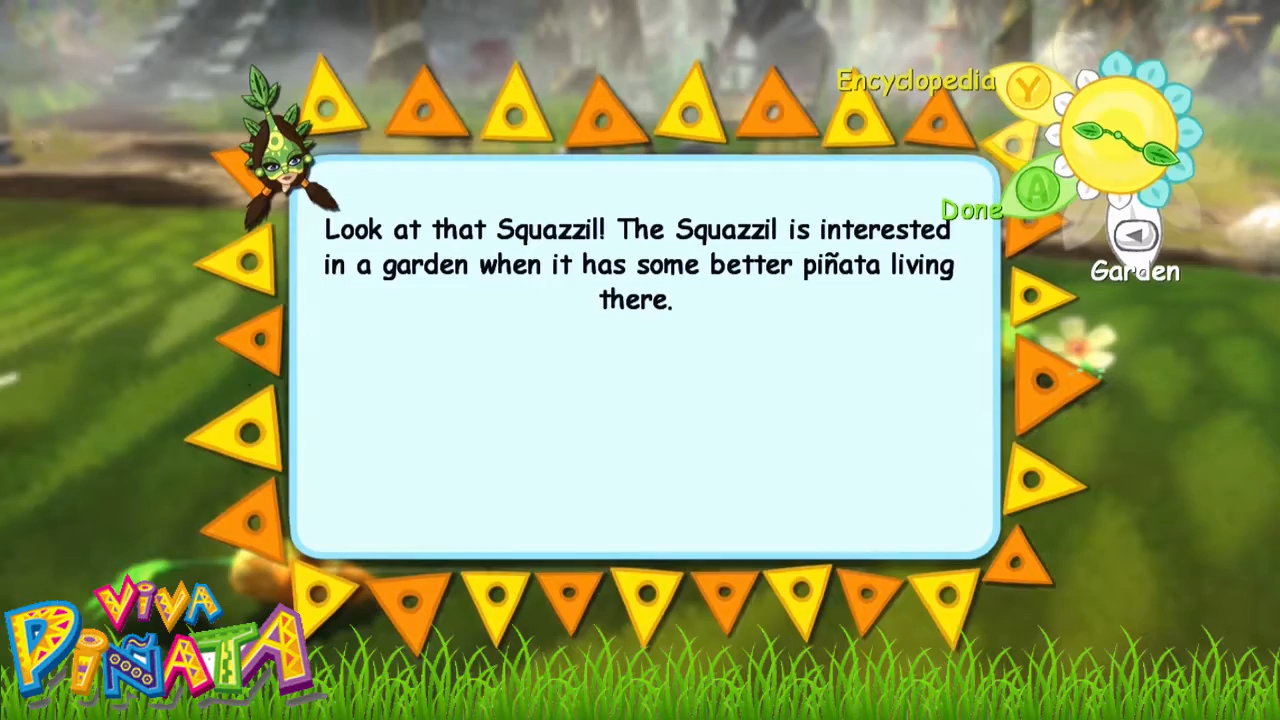 Encyclopedia
Y
A
Done
Garden
Look at that Squazzil! The Squazzil is interested
in a garden when it has some better piñata living
there.
ViVA
PiÑATA